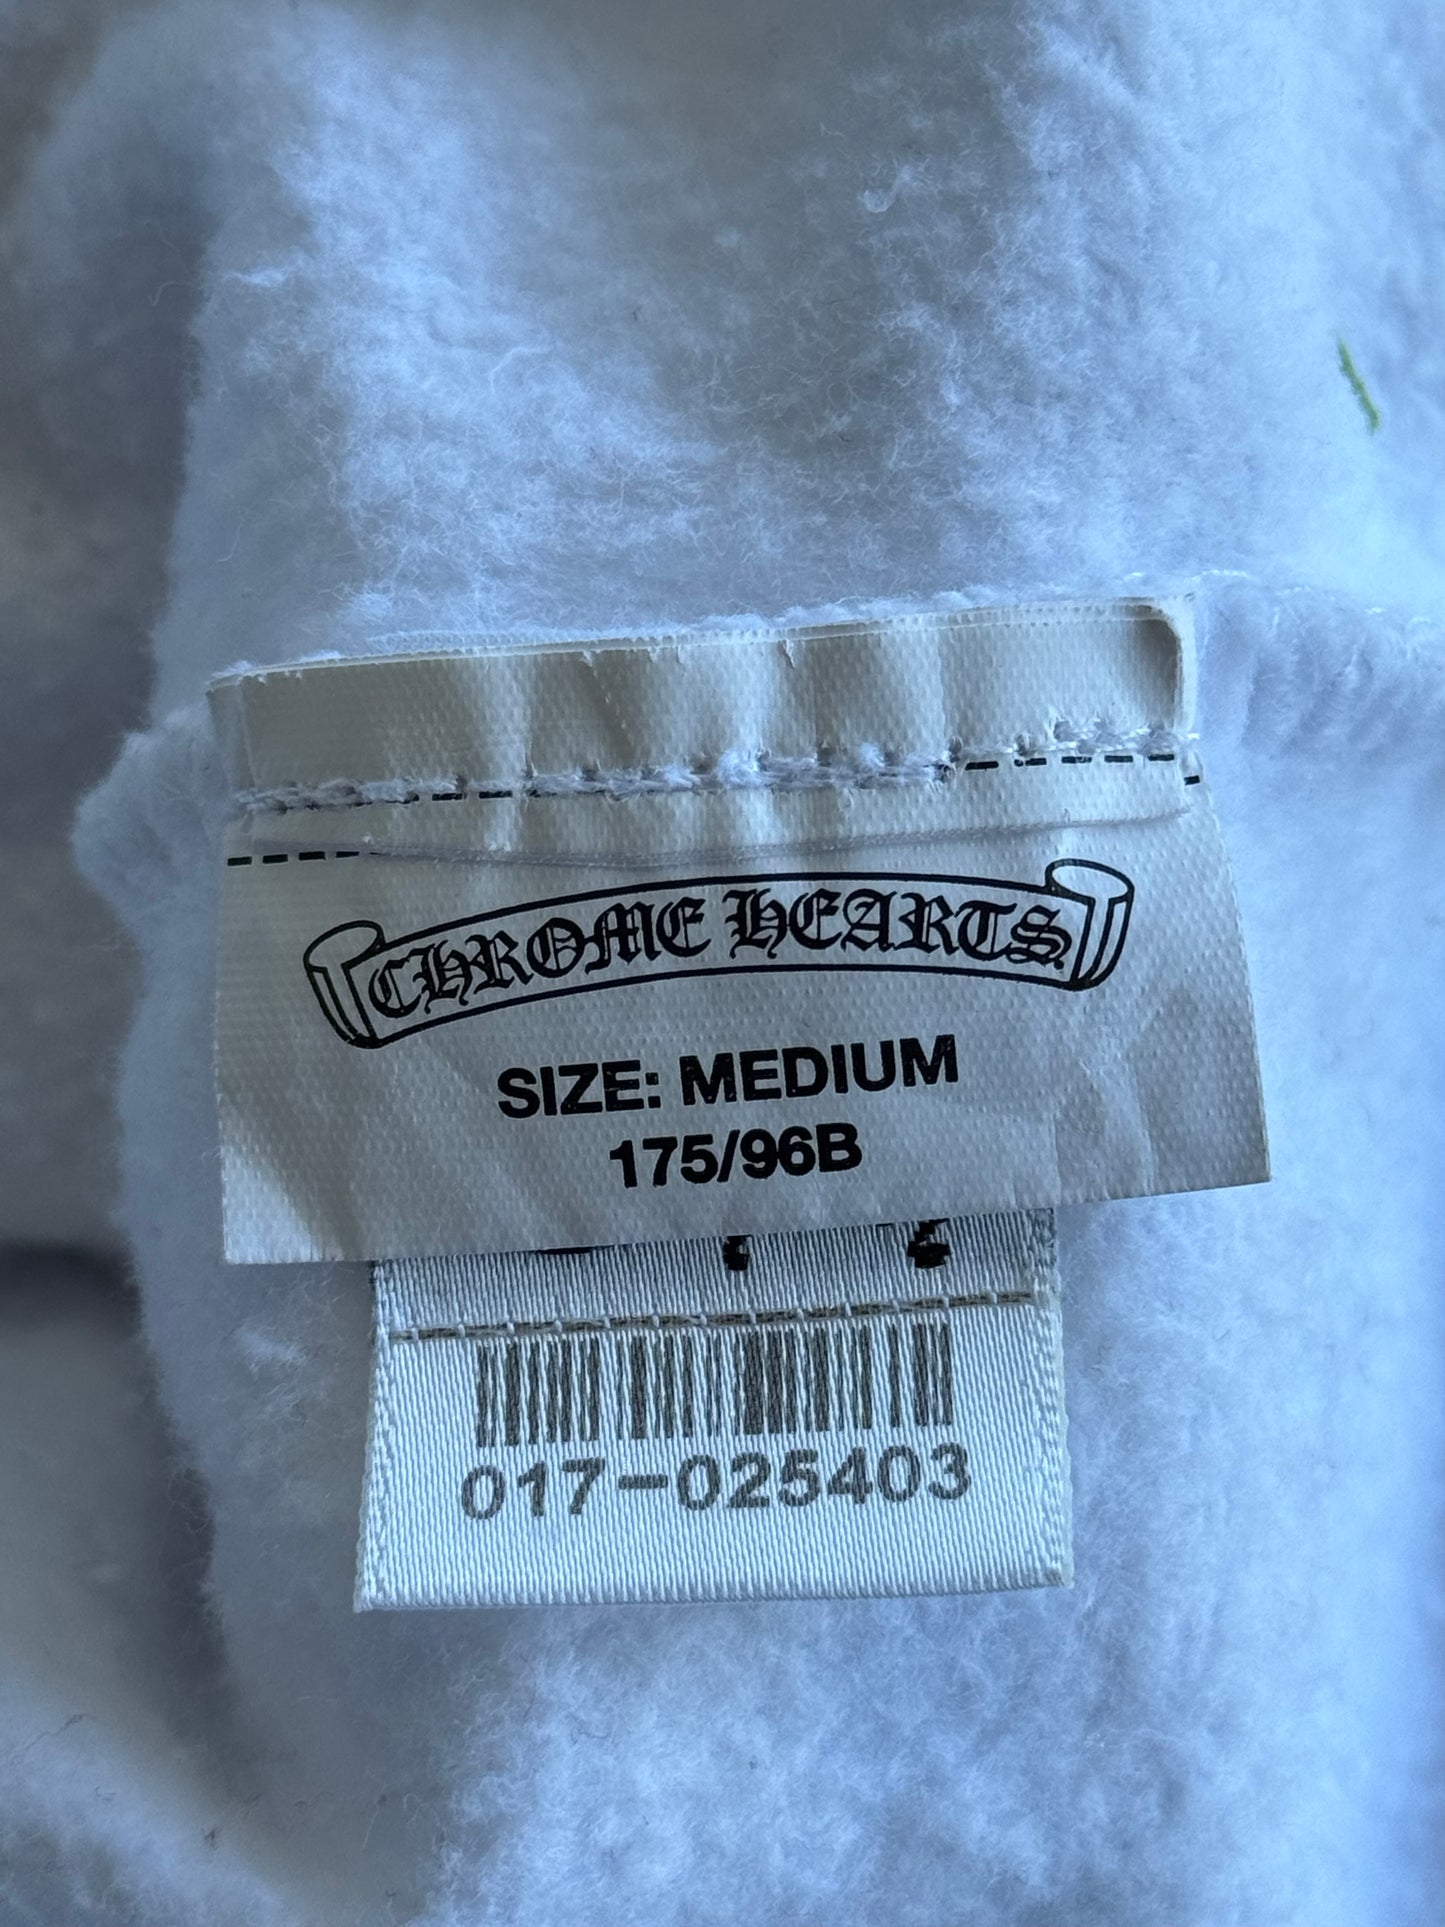 CHROME HEARTS
SIZE: MEDIUM
175/96B
017-025403